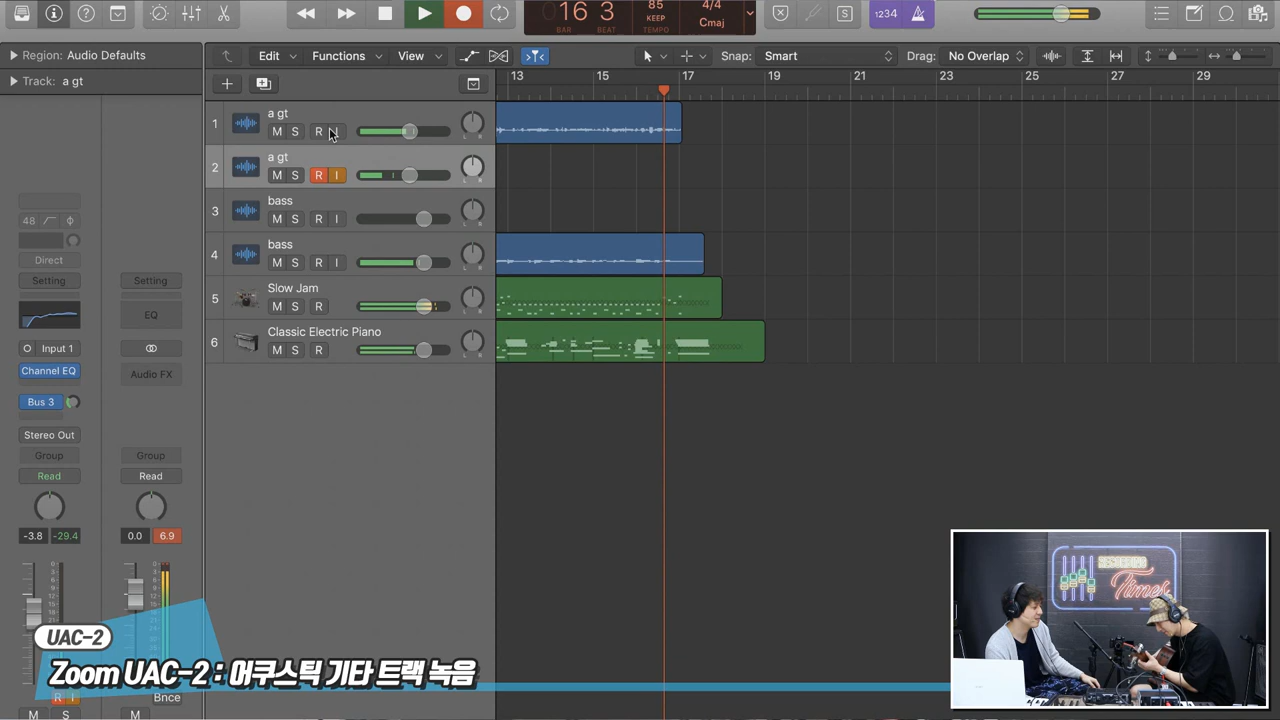 16 3
BAR BEAT
85
KEEP
TEMPO
4/4
Cmaj
S
1234
Region: Audio Defaults
Track: a gt
Edit
Functions
View
Snap: Smart
Drag: No Overlap
13 15 17 19 21 23 25 27 29
1 a gt
M S R I
2 a gt
M S R I
3 bass
M S R I
4 bass
M S R I
5 Slow Jam
M S R
6 Classic Electric Piano
M S R
48
Direct
Setting Setting
EQ
Input 1
Channel EQ
Audio FX
Bus 3
Stereo Out
Group Group
Read Read
-3.8 -29.4 0.0 6.9
UAC-2
Zoom UAC-2 : 어쿠스틱 기타 트랙 녹음
R I Bnce
M S M
Times